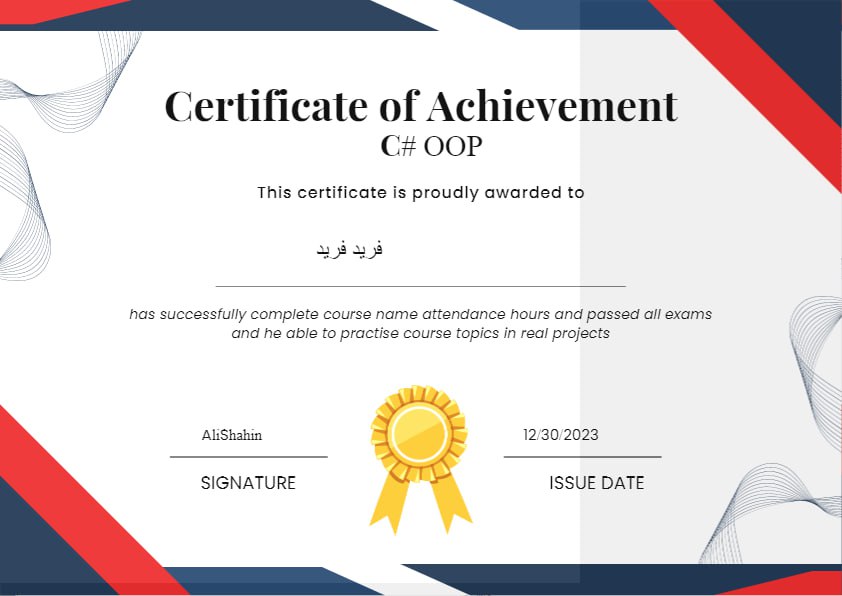 Certificate of Achievement
C# OOP
This certificate is proudly awarded to
فريد فريد
has successfully complete course name attendance hours and passed all exams
and he able to practise course topics in real projects
AliShahin
12/30/2023
SIGNATURE
ISSUE DATE